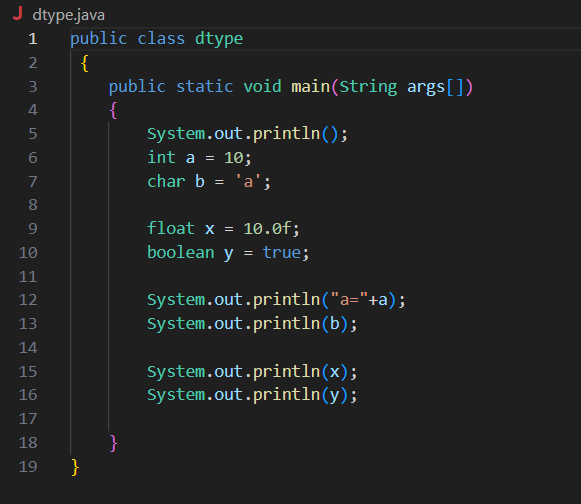 J dtype.java
1 public class dtype
2 {
3 public static void main(String args[])
4 {
5 System.out.println();
6 int a = 10;
7 char b = 'a';
8
9 float x = 10.0f;
10 boolean y = true;
11
12 System.out.println("a="+a);
13 System.out.println(b);
14
15 System.out.println(x);
16 System.out.println(y);
17
18 }
19 }